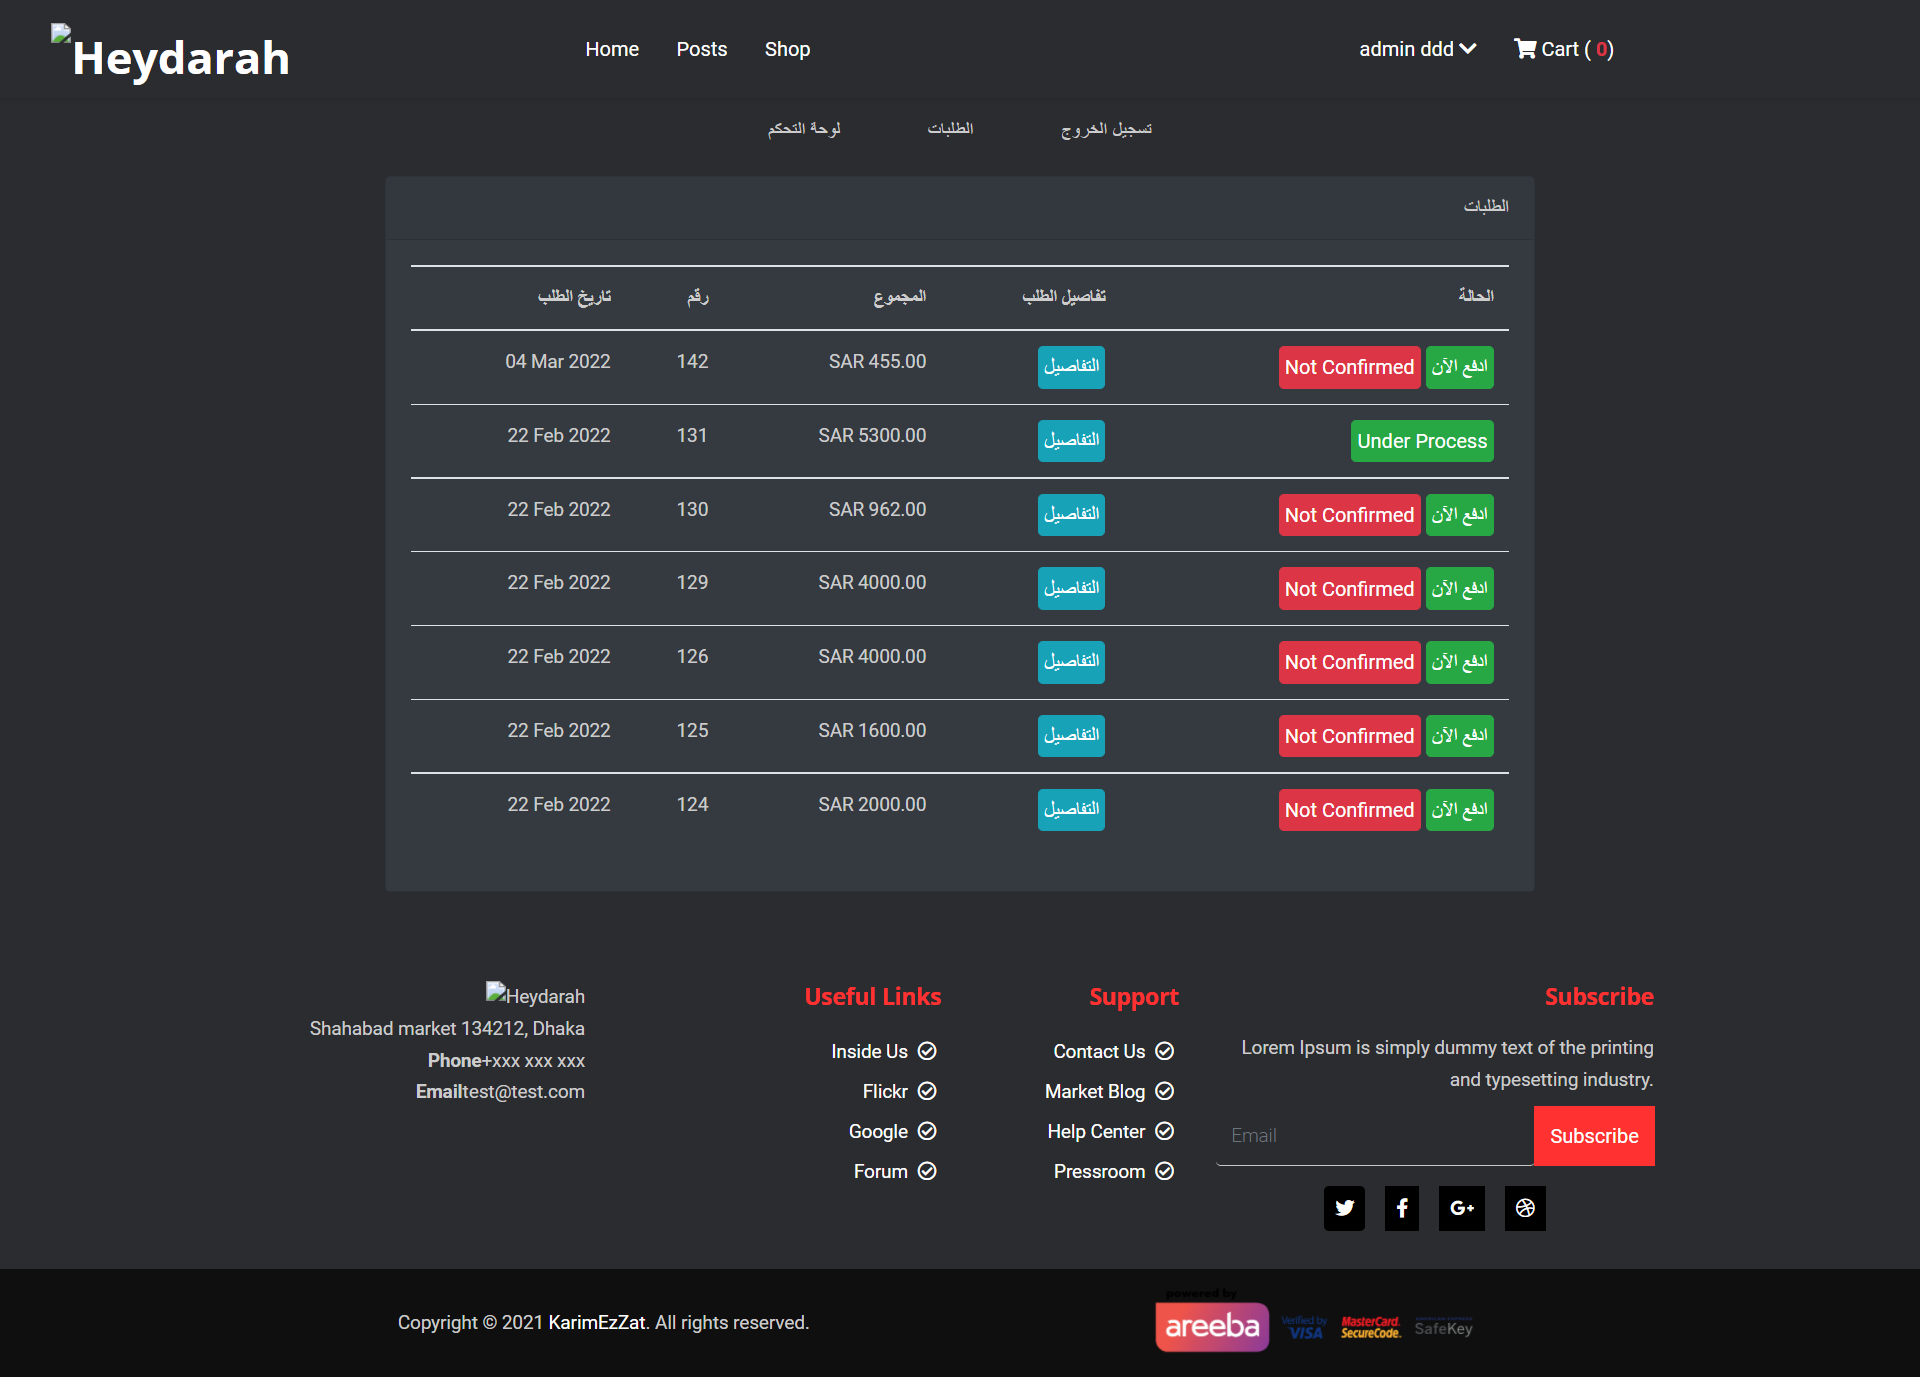 Heydarah
Home Posts Shop admin ddd Cart ( 0)
لوحة التحكم الطلبات تسجيل الخروج
الطلبات
تاريخ الطلب رقم المجموع تفاصيل الطلب الحالة
04 Mar 2022 142 SAR 455.00 التفاصيل Not Confirmed ادفع الآن
22 Feb 2022 131 SAR 5300.00 التفاصيل Under Process
22 Feb 2022 130 SAR 962.00 التفاصيل Not Confirmed ادفع الآن
22 Feb 2022 129 SAR 4000.00 التفاصيل Not Confirmed ادفع الآن
22 Feb 2022 126 SAR 4000.00 التفاصيل Not Confirmed ادفع الآن
22 Feb 2022 125 SAR 1600.00 التفاصيل Not Confirmed ادفع الآن
22 Feb 2022 124 SAR 2000.00 التفاصيل Not Confirmed ادفع الآن
Heydarah
Shahabad market 134212, Dhaka
Phone+xxx xxx xxx
Emailtest@test.com
Useful Links
Inside Us
Flickr
Google
Forum
Support
Contact Us
Market Blog
Help Center
Pressroom
Subscribe
Lorem Ipsum is simply dummy text of the printing
and typesetting industry.
Email Subscribe
Copyright © 2021 KarimEzZat. All rights reserved.
powered by
areeba
Verified by
VISA
MasterCard.
SecureCode.
SafeKey